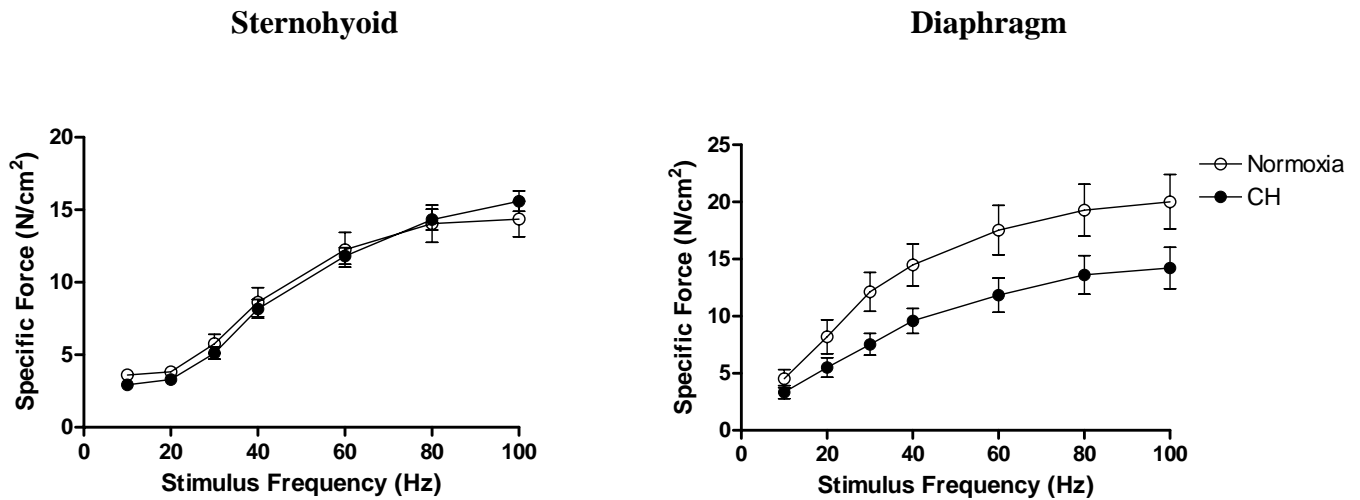 Sternohyoid
Diaphragm
Specific Force (N/cm²)
20
15
10
5
0
0 20 40 60 80 100
Stimulus Frequency (Hz)
Specific Force (N/cm²)
25
20
15
10
5
0
0 20 40 60 80 100
Stimulus Frequency (Hz)
Normoxia
CH